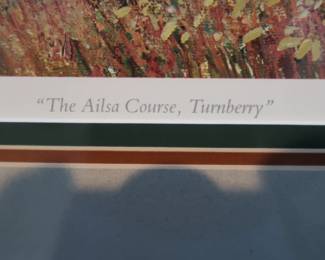 "The Ailsa Course, Turnberry"